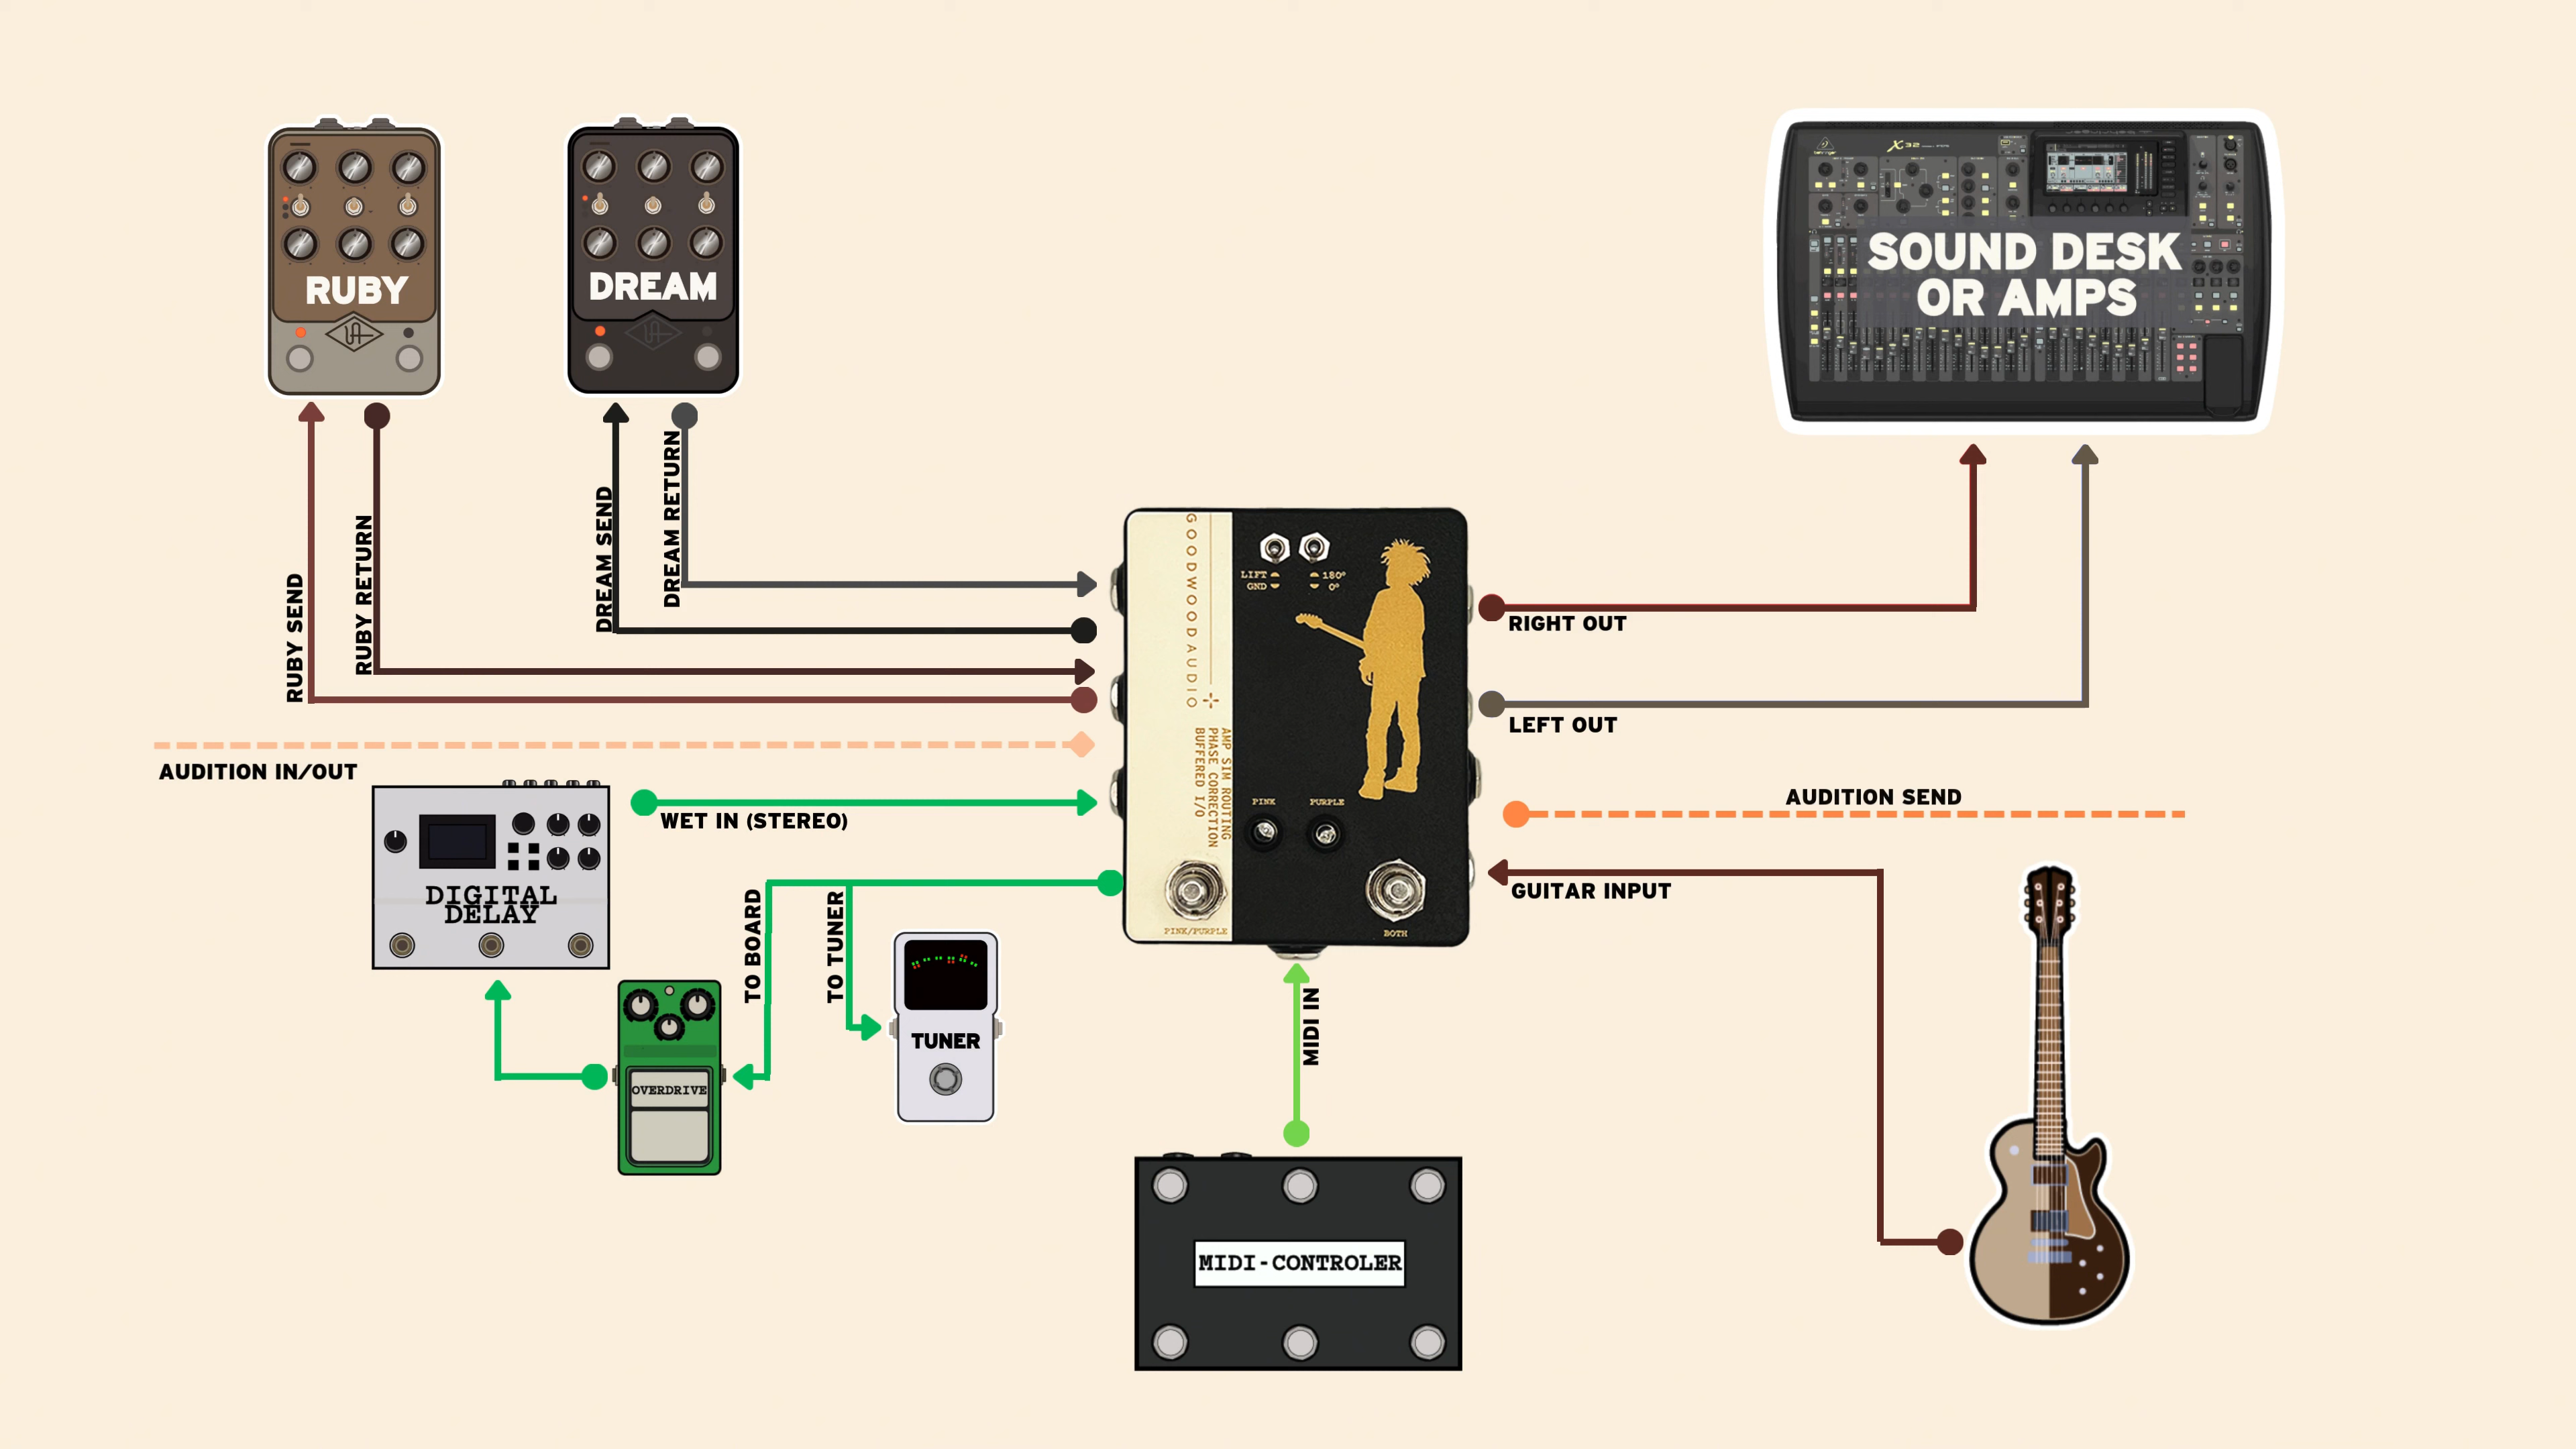 RUBY
DREAM
behringer
X32
SOUND DESK
OR AMPS
RUBY SEND
RUBY RETURN
DREAM SEND
DREAM RETURN
GOODWOODAUDIO
LIFT
GND
180°
0°
AMP SIM ROUTING
PHASE CORRECTION
BUFFERED I/O
PINK
PURPLE
PINK/PURPLE
BOTH
RIGHT OUT
LEFT OUT
AUDITION IN/OUT
WET IN (STEREO)
AUDITION SEND
GUITAR INPUT
DIGITAL
DELAY
TO BOARD
TO TUNER
TUNER
OVERDRIVE
MIDI IN
MIDI-CONTROLER